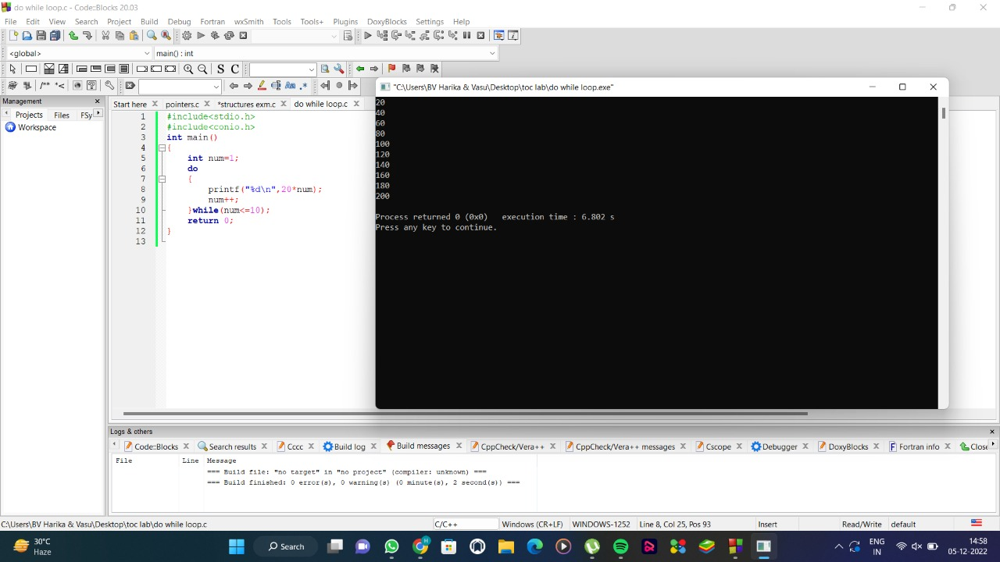 do while loop.c - Code::Blocks 20.03
File Edit View Search Project Build Debug Fortran wxSmith Tools Tools+ Plugins DoxyBlocks Settings Help
<global> main() : int
S C
/** *< Aa .*
Management
Projects Files FSy
Workspace
Start here pointers.c *structures exm.c do while loop.c
1 #include<stdio.h>
2 #include<conio.h>
3 int main()
4 {
5 int num=1;
6 do
7 {
8 printf("%d\n",20*num);
9 num++;
10 }while(num<=10);
11 return 0;
12 }
13
"C:\Users\BV Harika & Vasu\Desktop\toc lab\do while loop.exe"
20
40
60
80
100
120
140
160
180
200
Process returned 0 (0x0) execution time : 6.802 s
Press any key to continue.
Logs & others
Code::Blocks Search results Cccc Build log Build messages CppCheck/Vera++ CppCheck/Vera++ messages Cscope Debugger DoxyBlocks Fortran info Close
File Line Message
=== Build file: "no target" in "no project" (compiler: unknown) ===
=== Build finished: 0 error(s), 0 warning(s) (0 minute(s), 2 second(s)) ===
C:\Users\BV Harika & Vasu\Desktop\toc lab\do while loop.c C/C++ Windows (CR+LF) WINDOWS-1252 Line 8, Col 25, Pos 93 Insert Read/Write default
30°C
Haze
Search
ENG
IN
14:58
05-12-2022